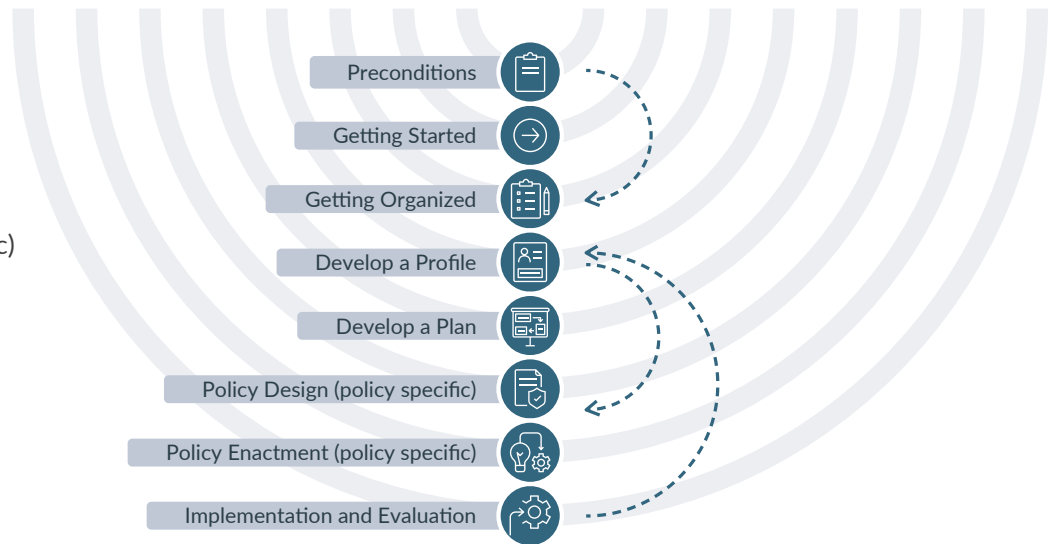 Preconditions
Getting Started
Getting Organized
c)
Develop a Profile
Develop a Plan
Policy Design (policy specific)
Policy Enactment (policy specific)
Implementation and Evaluation